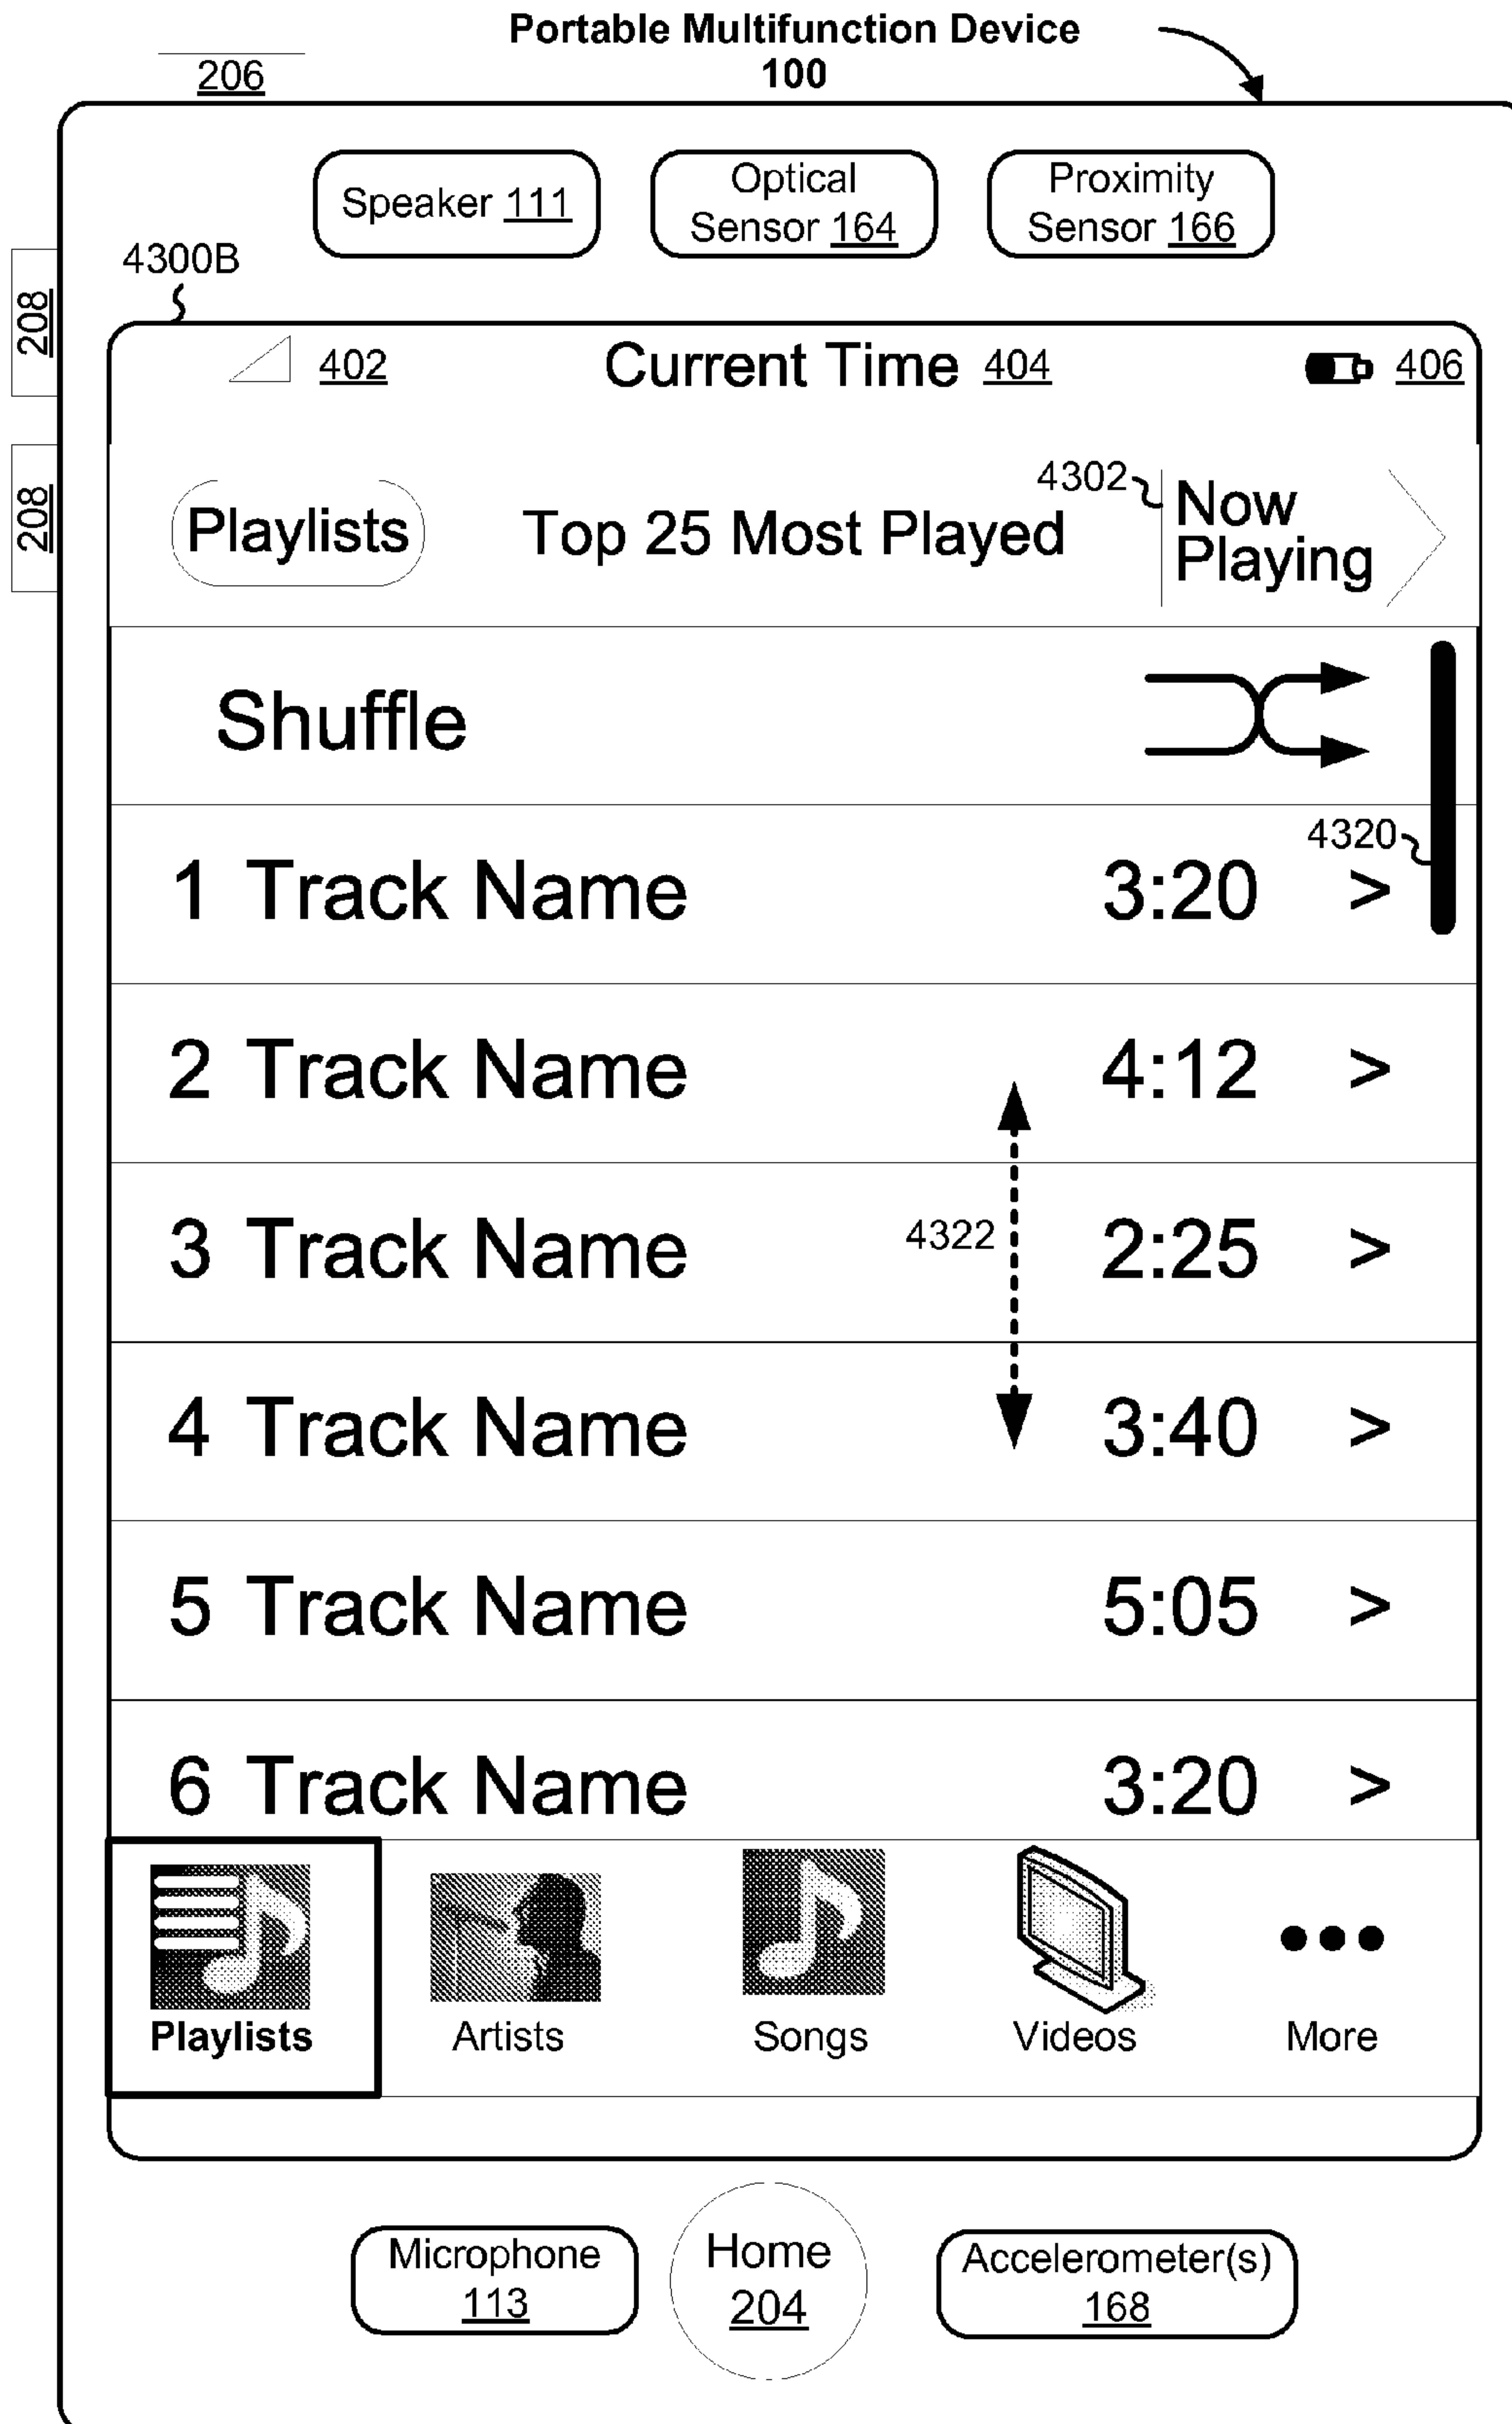 Portable Multifunction Device
100
206
Speaker 111
Optical
Sensor 164
Proximity
Sensor 166
4300B
208
208
402
Current Time 404
406
Playlists
Top 25 Most Played
4302
Now
Playing
Shuffle
4320
1 Track Name 3:20 >
2 Track Name 4:12 >
3 Track Name 2:25 >
4322
4 Track Name 3:40 >
5 Track Name 5:05 >
6 Track Name 3:20 >
Playlists
Artists
Songs
Videos
More
Microphone
113
Home
204
Accelerometer(s)
168